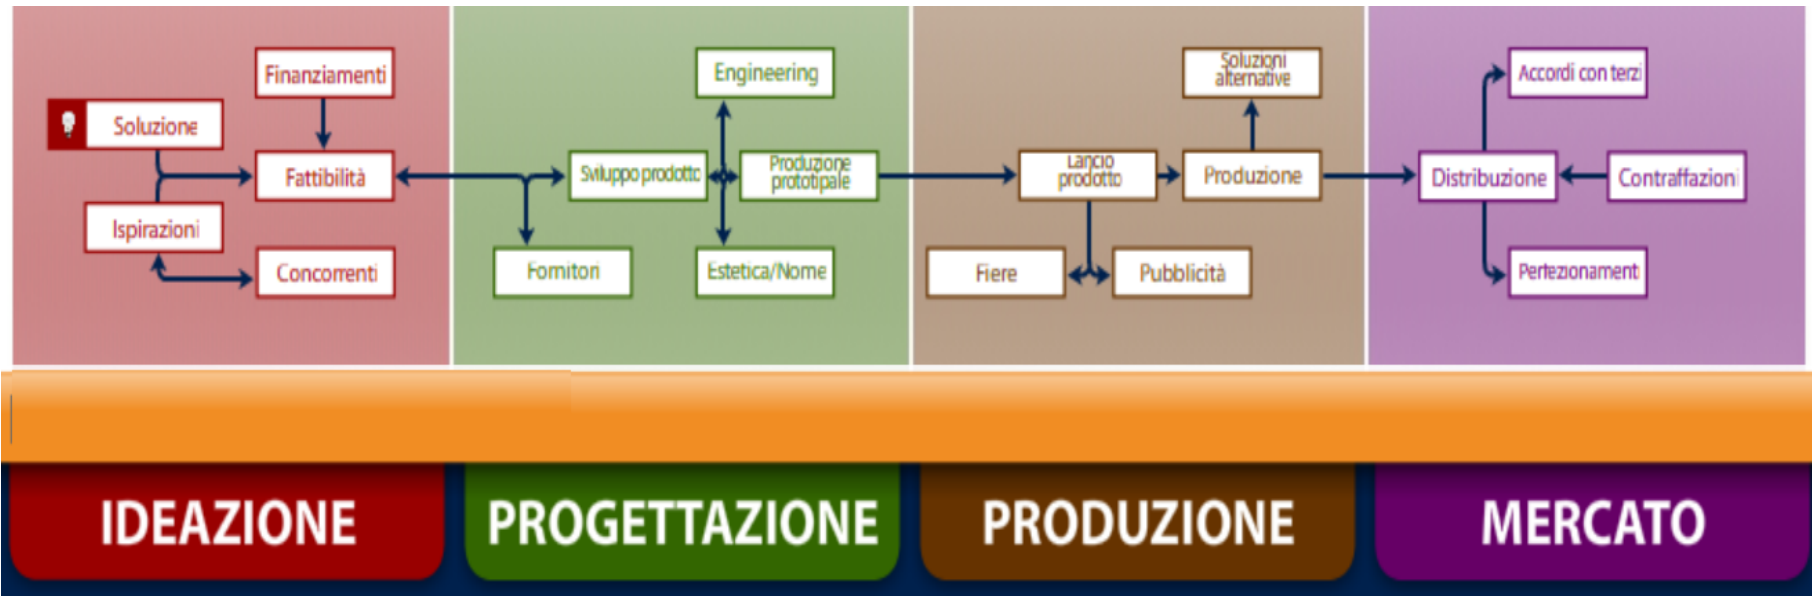 Finanziamenti
Soluzione
Fattibilità
Ispirazioni
Concorrenti
Engineering
Sviluppo prodotto
Produzione
prototipale
Fornitori
Estetica/Nome
Soluzioni
alternative
Lancio
prodotto
Produzione
Fiere
Pubblicità
Accordi con terzi
Distribuzione
Contraffazioni
Pertezionamenti
IDEAZIONE
PROGETTAZIONE
PRODUZIONE
MERCATO